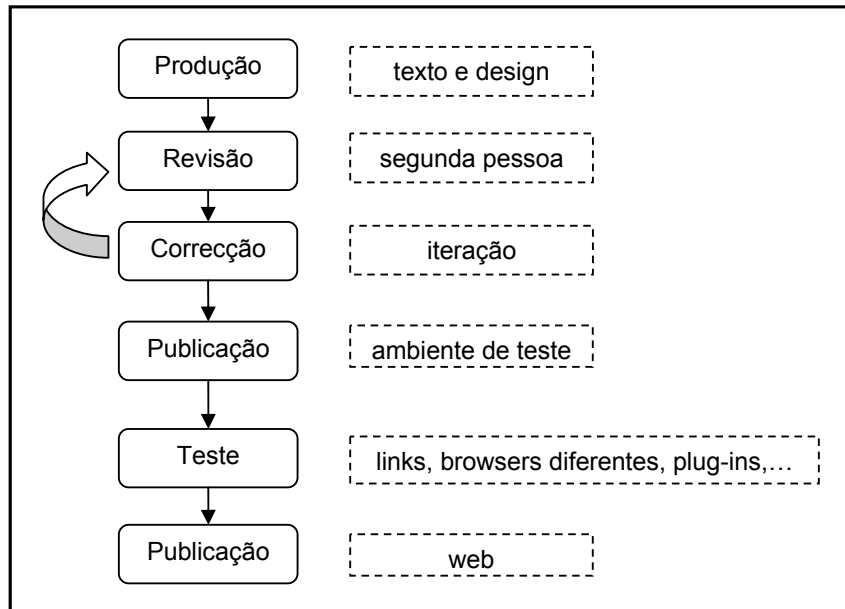 Produção
texto e design
Revisão
segunda pessoa
Correcção
iteração
Publicação
ambiente de teste
Teste
links, browsers diferentes, plug-ins,…
Publicação
web